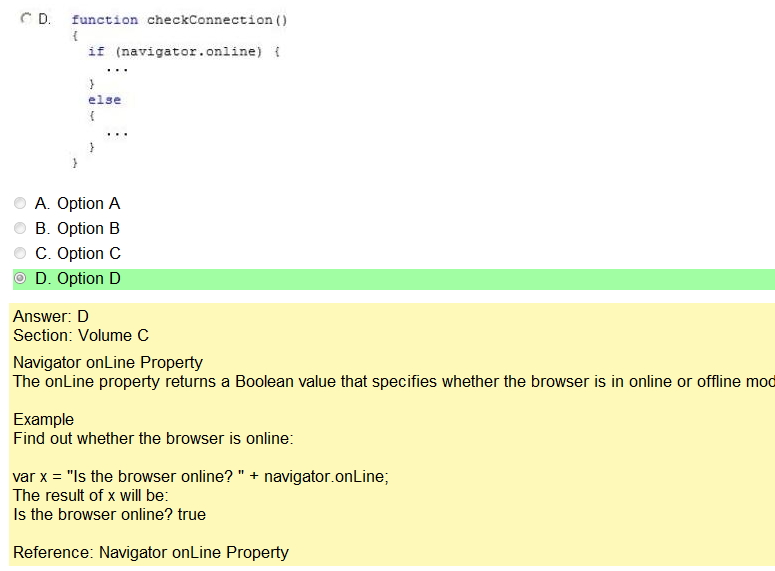 D. function checkConnection()
{
if (navigator.online) {
...
}
else
{
...
}
}
A. Option A
B. Option B
C. Option C
D. Option D
Answer: D
Section: Volume C
Navigator onLine Property
The onLine property returns a Boolean value that specifies whether the browser is in online or offline mod
Example
Find out whether the browser is online:
var x = "Is the browser online? " + navigator.onLine;
The result of x will be:
Is the browser online? true
Reference: Navigator onLine Property